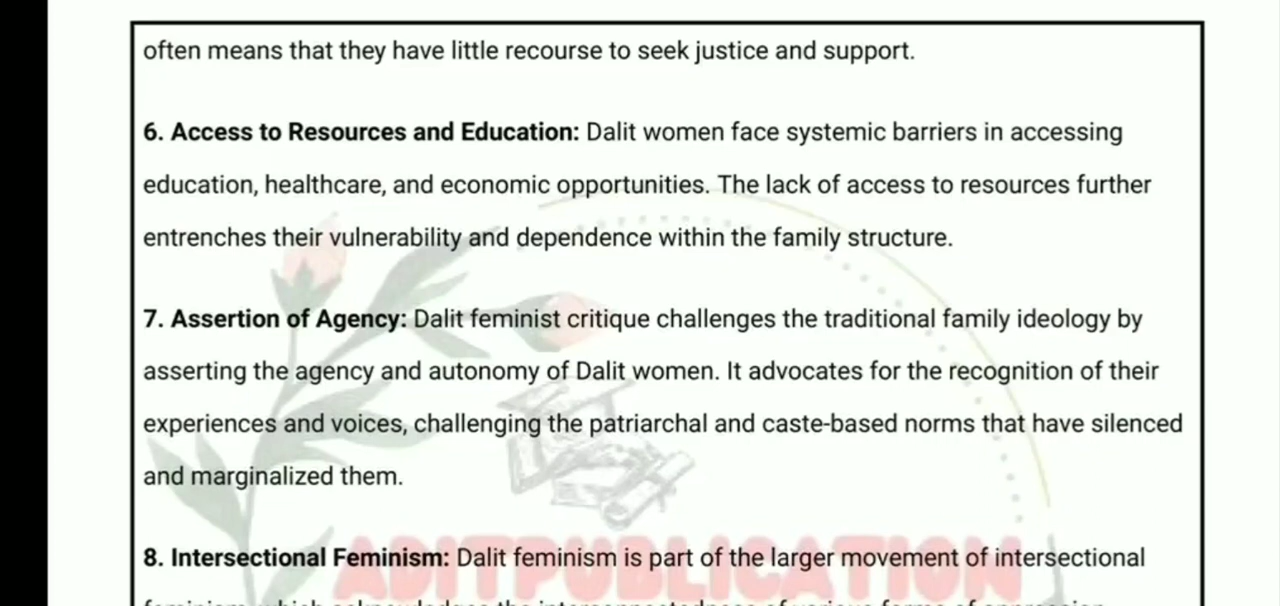 often means that they have little recourse to seek justice and support.
6. Access to Resources and Education: Dalit women face systemic barriers in accessing
education, healthcare, and economic opportunities. The lack of access to resources further
entrenches their vulnerability and dependence within the family structure.
7. Assertion of Agency: Dalit feminist critique challenges the traditional family ideology by
asserting the agency and autonomy of Dalit women. It advocates for the recognition of their
experiences and voices, challenging the patriarchal and caste-based norms that have silenced
and marginalized them.
ADITPUBLICATION
8. Intersectional Feminism: Dalit feminism is part of the larger movement of intersectional